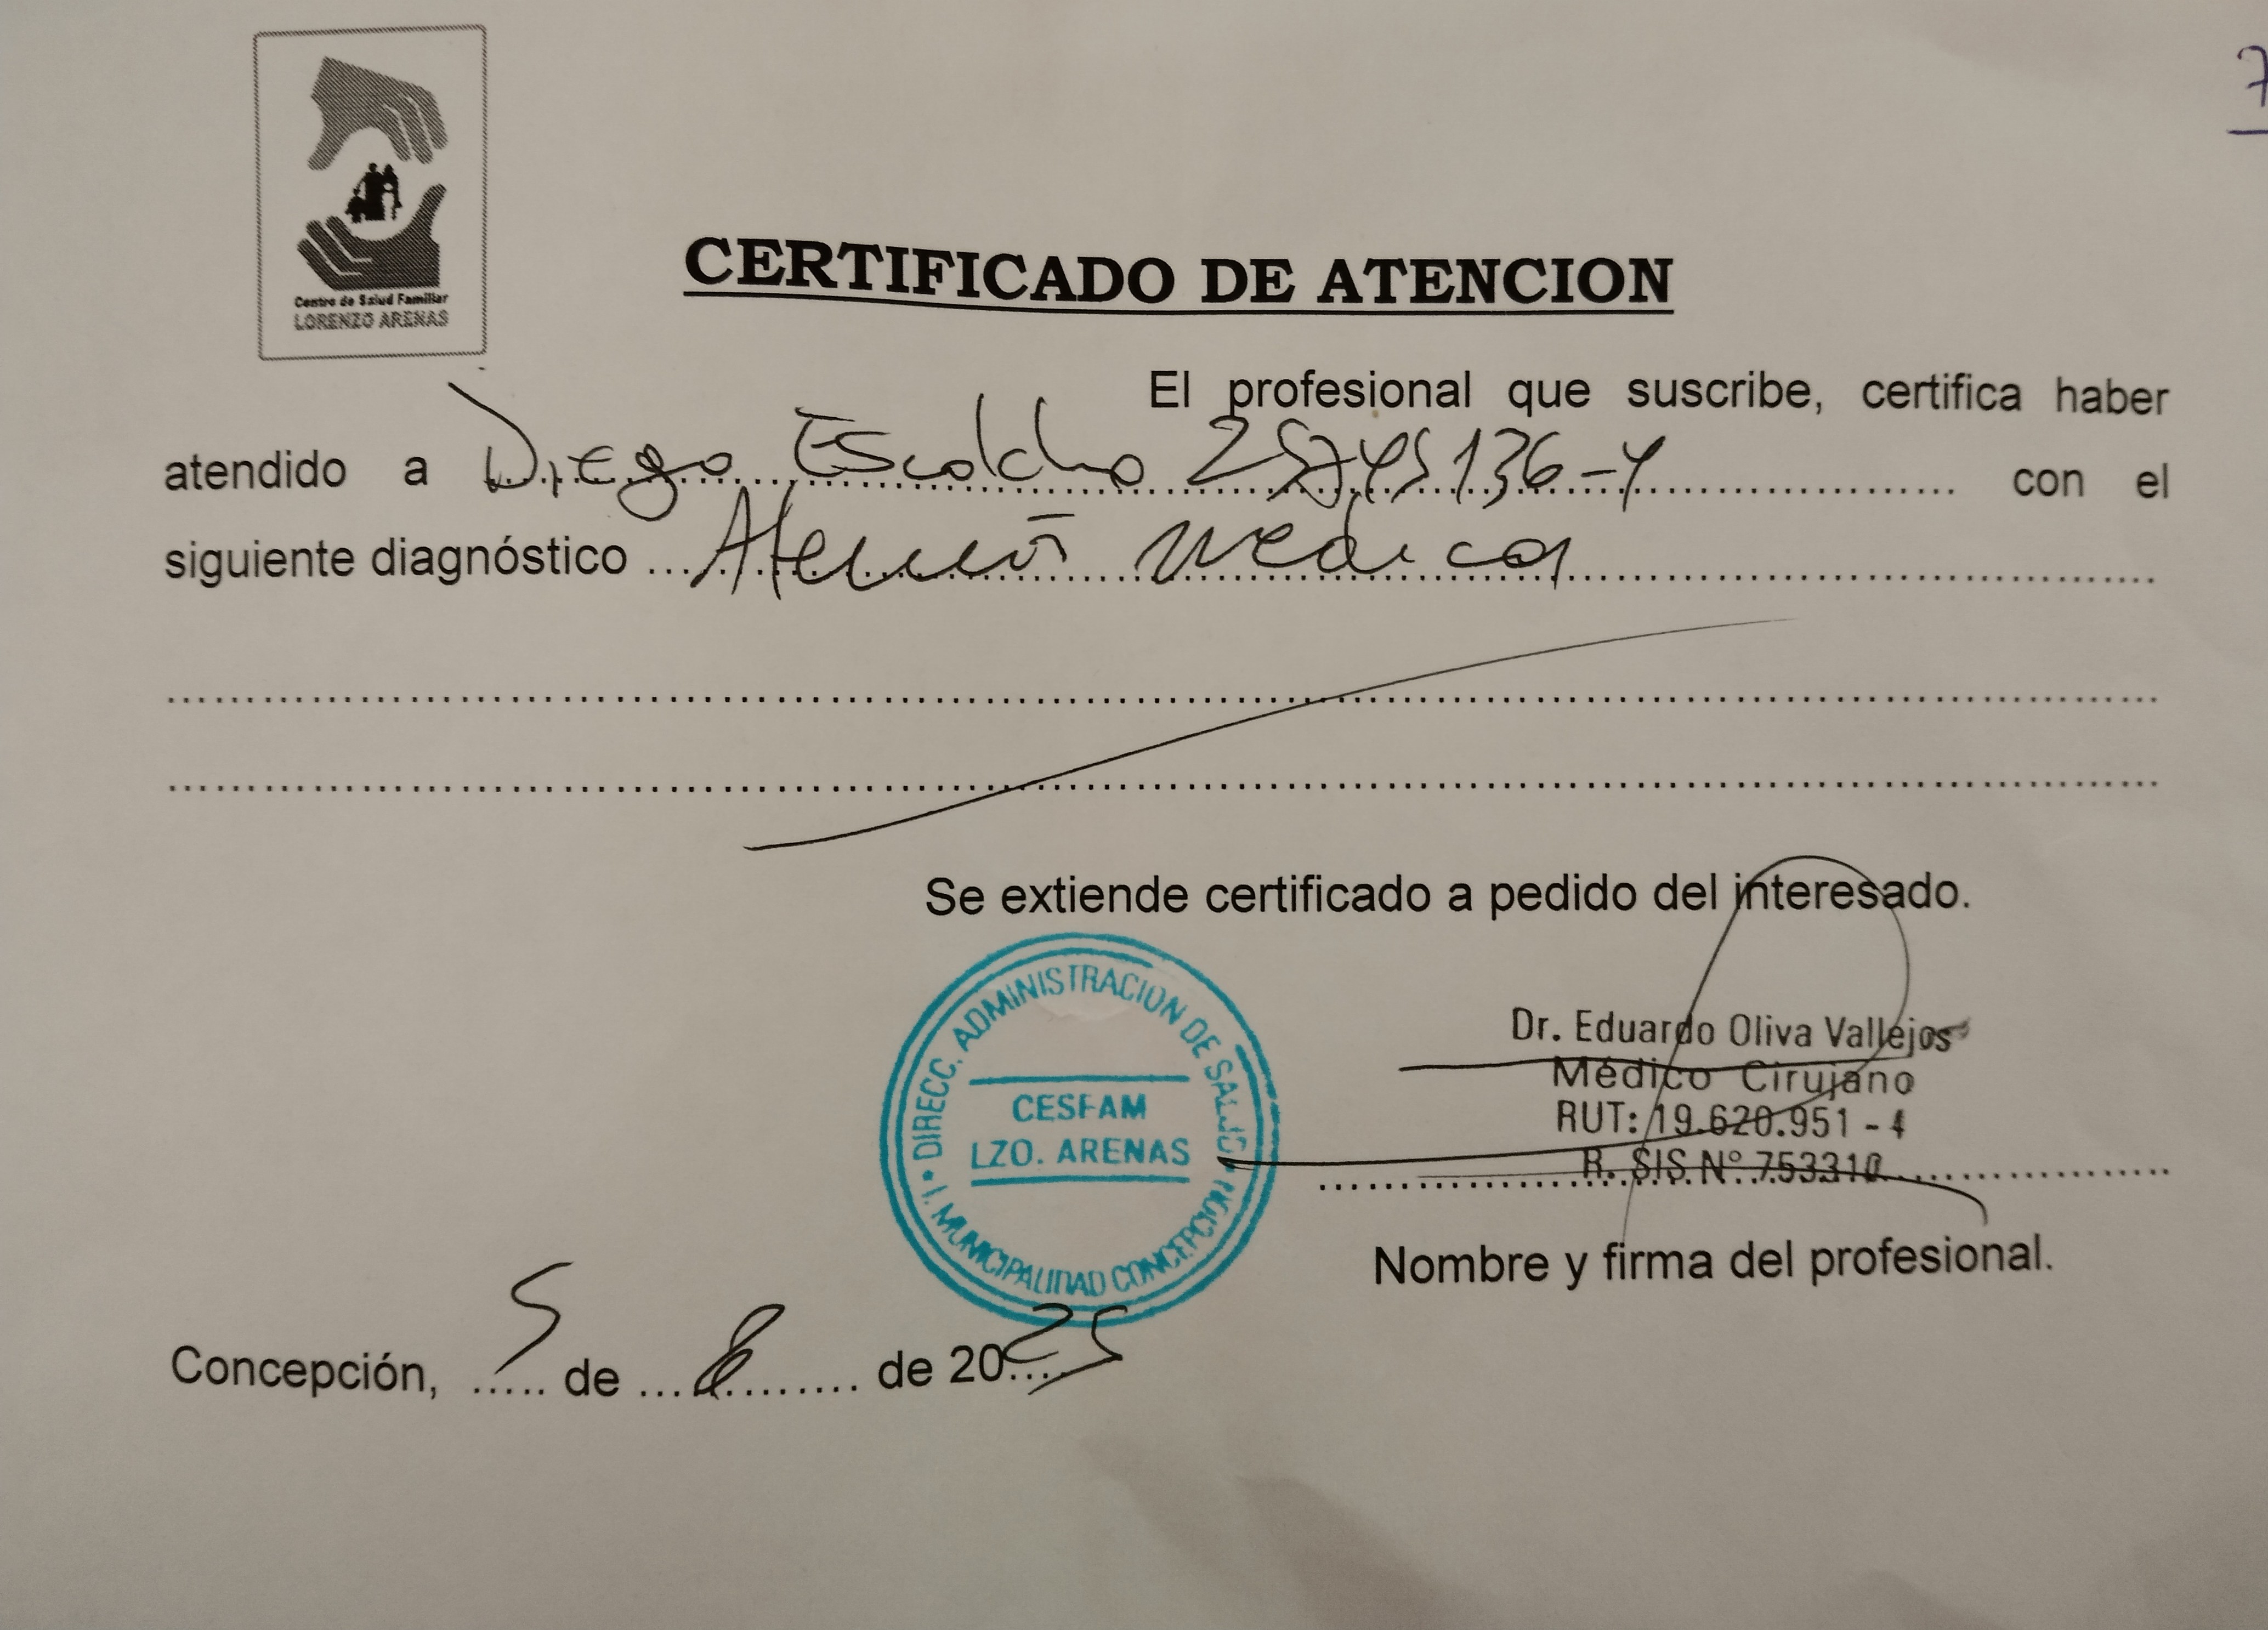 7
Centro de Salud Familiar
LORENZO ARENAS
CERTIFICADO DE ATENCION
El profesional que suscribe, certifica haber
atendido a Diego con el
siguiente diagnóstico Atención medica
Se extiende certificado a pedido del interesado.
DIRECC. ADMINISTRACION DE SALUD
CESFAM
LZO. ARENAS
I. MUNICIPALIDAD CONCEPCION
Dr. Eduardo Oliva Vallejos
Médico Cirujano
RUT: 19.620.951 - 4
R. SIS N° 753310
Nombre y firma del profesional.
Concepción, 5 de 8 de 2025